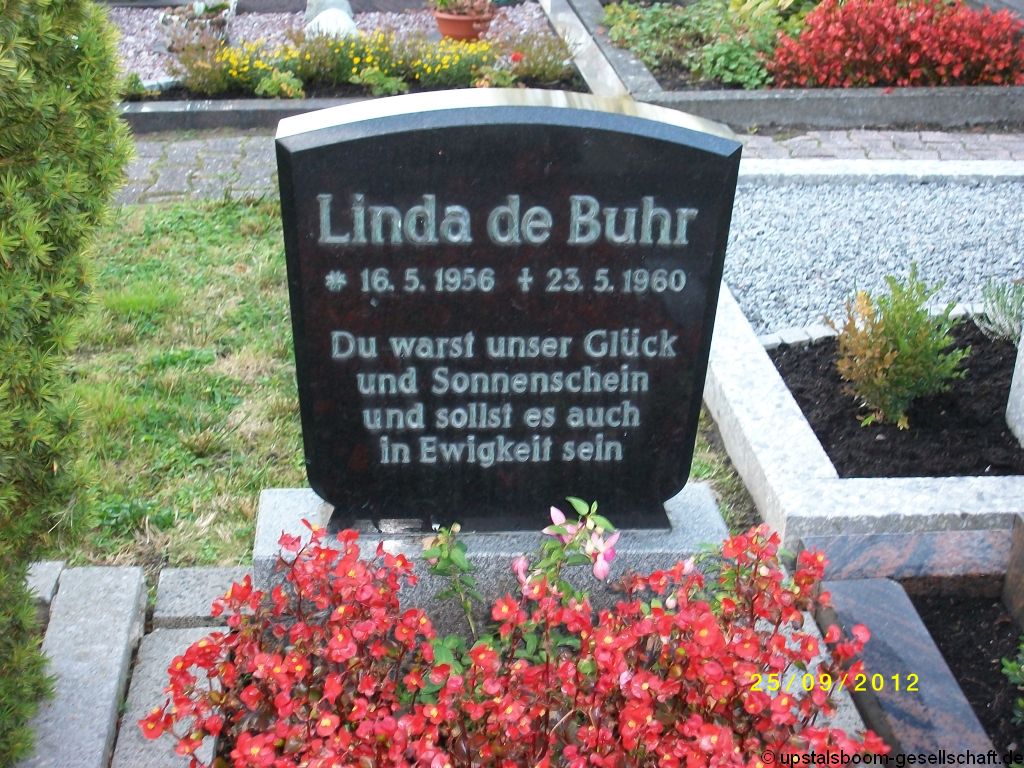 Linda de Buhr
* 16. 5. 1956 ✝ 23. 5. 1960
Du warst unser Glück
und Sonnenschein
und sollst es auch
in Ewigkeit sein
25/09/2012
© upstalsboom-gesellschaft.de